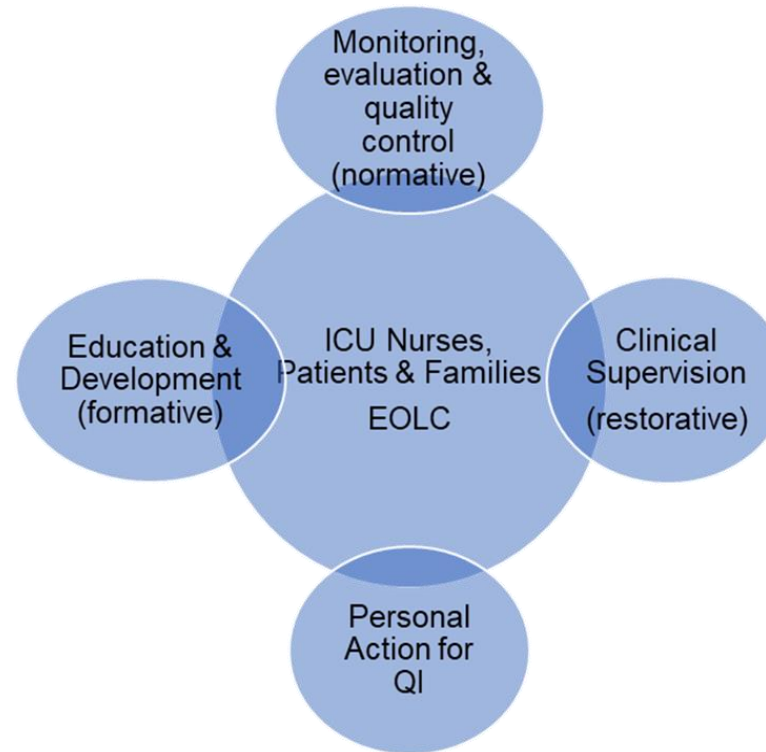 Monitoring,
evaluation &
quality
control
(normative)
Education &
Development
(formative)
ICU Nurses,
Patients & Families
EOLC
Clinical
Supervision
(restorative)
Personal
Action for
QI